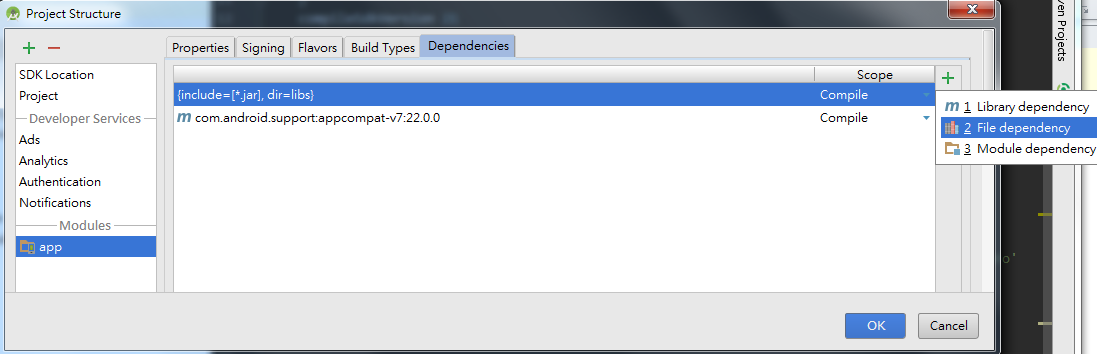 Project Structure
Properties
Signing
Flavors
Build Types
Dependencies
SDK Location
Project
Developer Services
Ads
Analytics
Authentication
Notifications
Modules
app
Scope
{include=[*.jar], dir=libs}
Compile
m com.android.support:appcompat-v7:22.0.0
Compile
m 1 Library dependency
2 File dependency
3 Module dependency
OK
Cancel
ven Projects